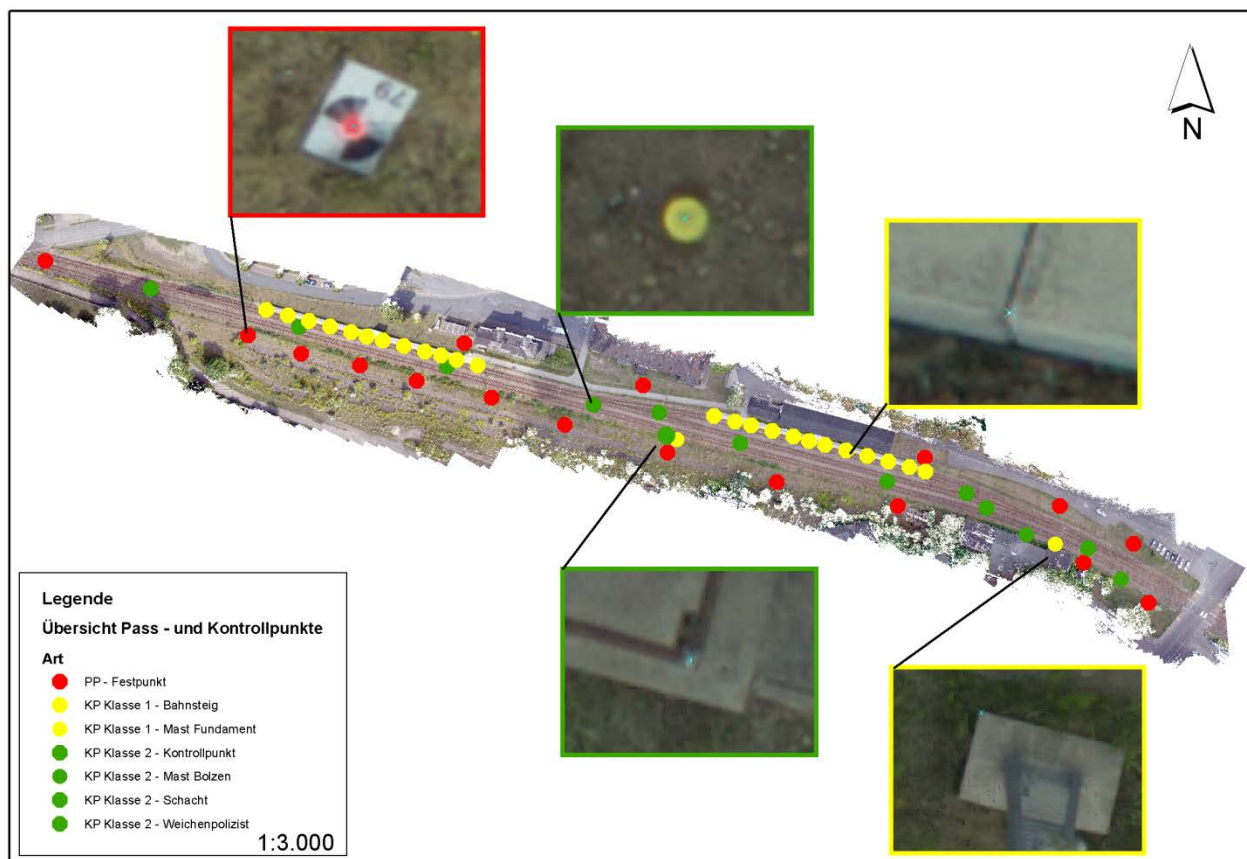 79
N
Legende
Übersicht Pass - und Kontrollpunkte
Art
PP - Festpunkt
KP Klasse 1 - Bahnsteig
KP Klasse 1 - Mast Fundament
KP Klasse 2 - Kontrollpunkt
KP Klasse 2 - Mast Bolzen
KP Klasse 2 - Schacht
KP Klasse 2 - Weichenpolizist
1:3.000